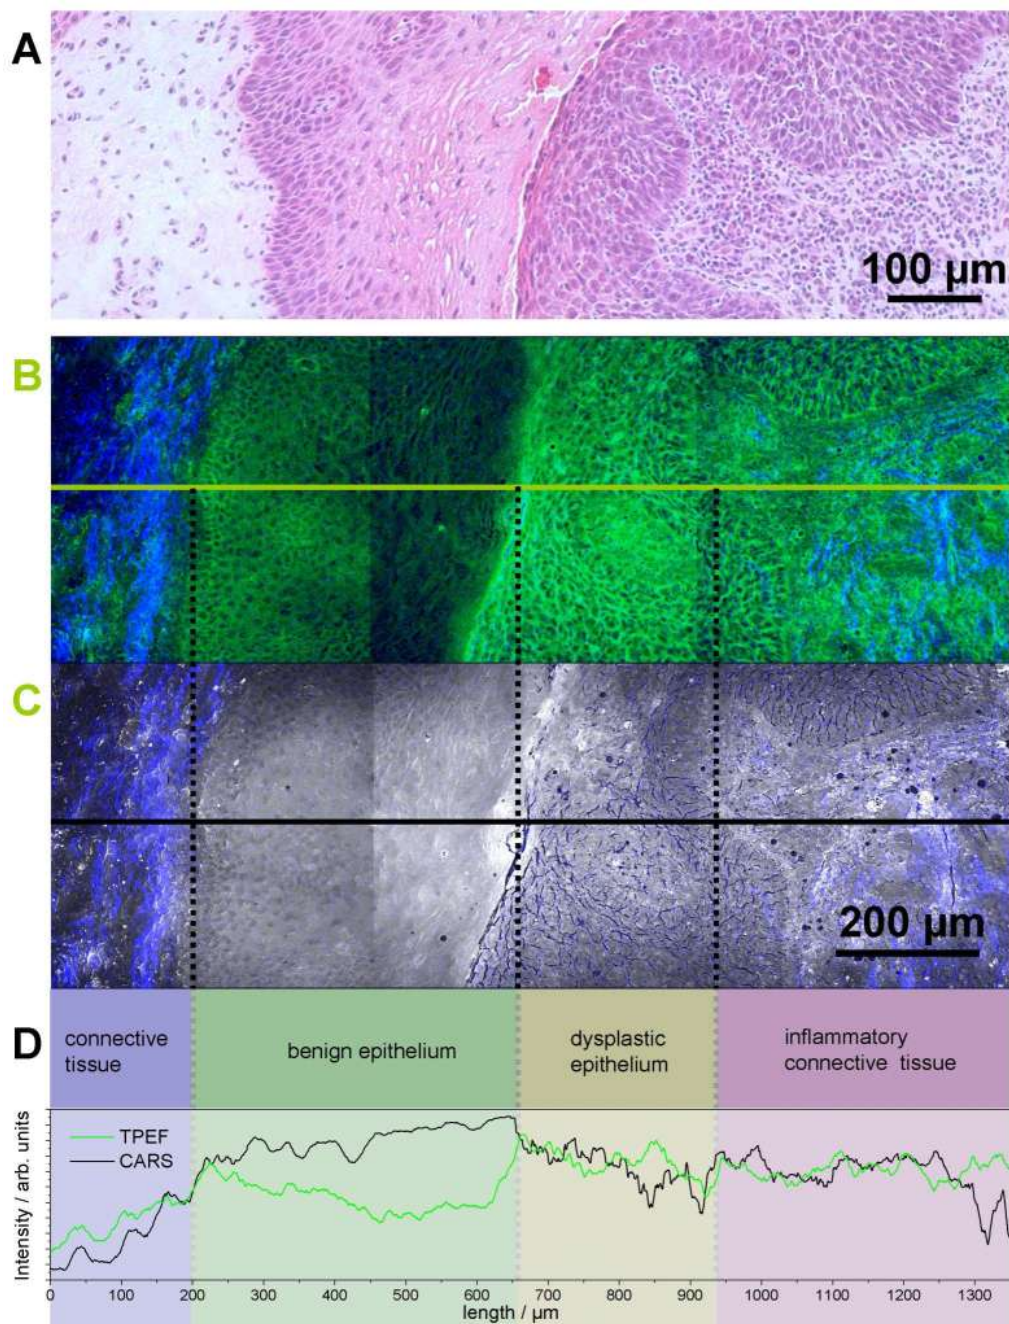 A
100 µm
B
C
200 µm
D
connective
tissue
benign epithelium
dysplastic
epithelium
inflammatory
connective tissue
Intensity / arb. units
TPEF
CARS
0 100 200 300 400 500 600 700 800 900 1000 1100 1200 1300
length / µm